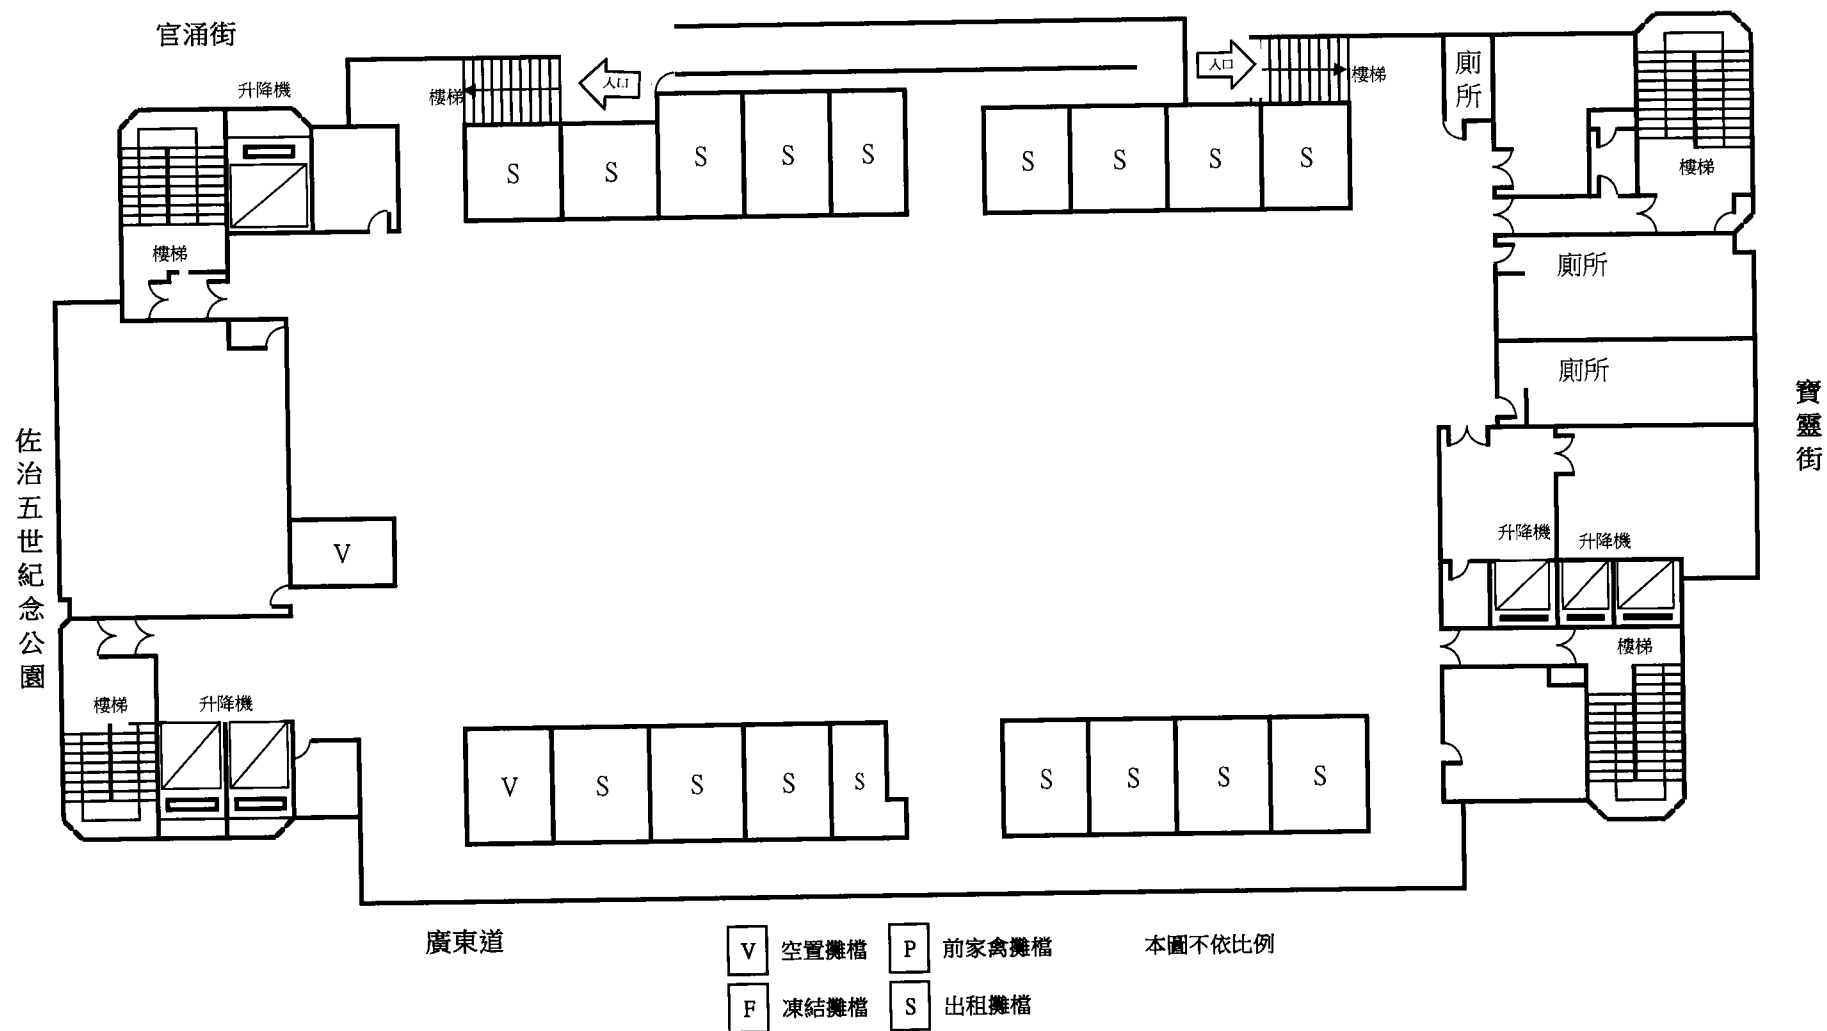 官涌街
升降機
樓梯
入口
入口
樓梯
廁所
樓梯
樓梯
S
S
S
S
S
S
S
S
S
廁所
廁所
寶靈街
佐治五世紀念公園
V
升降機
升降機
樓梯
樓梯
升降機
V
S
S
S
S
S
S
S
S
廣東道
V 空置攤檔
P 前家禽攤檔
本圖不依比例
F 凍結攤檔
S 出租攤檔